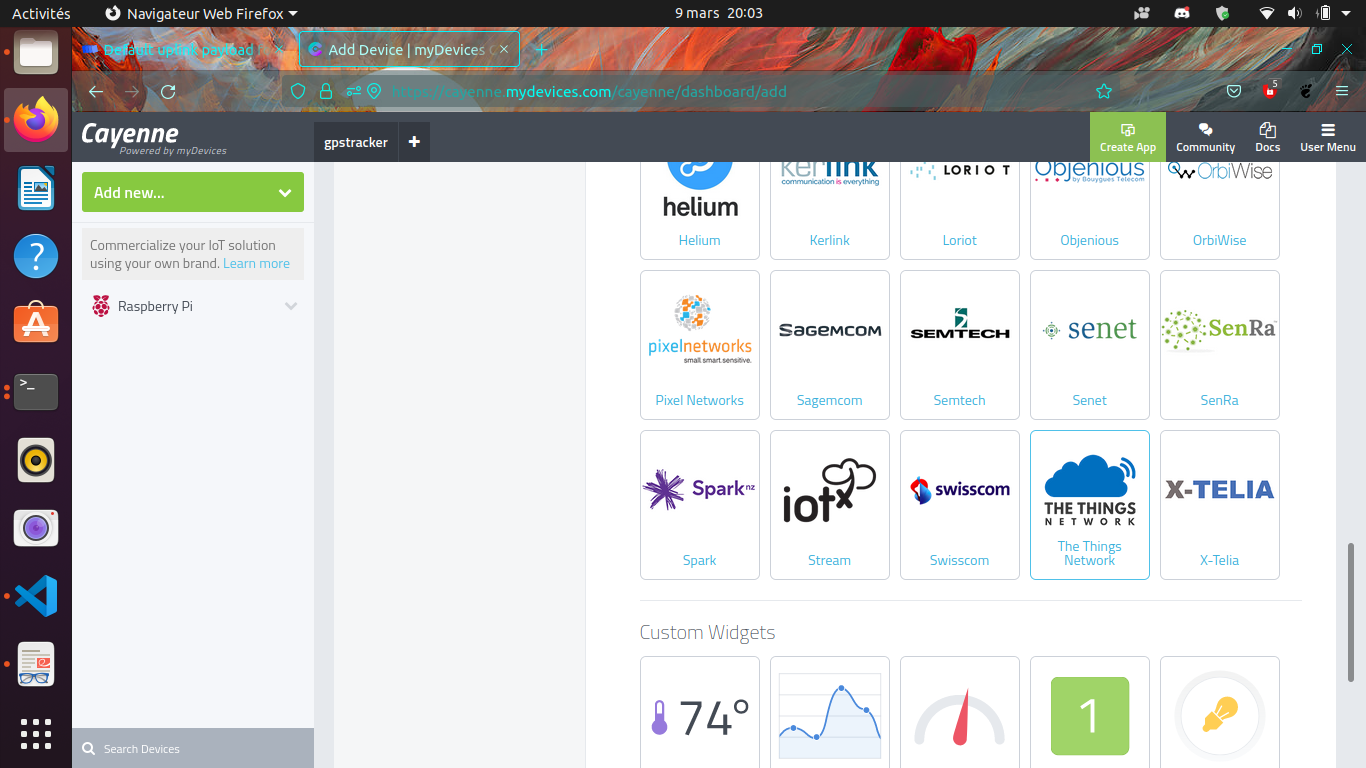 Activités
Navigateur Web Firefox
9 mars 20:03
Default uplink payload
Add Device | myDevices C
https://cayenne.mydevices.com/cayenne/dashboard/add
5
Cayenne
Powered by myDevices
gpstracker
Create App
Community
Docs
User Menu
Add new...
Commercialize your IoT solution
using your own brand. Learn more
Raspberry Pi
Search Devices
helium
Helium
Kerlink
communication is everything
Kerlink
LORIOT
Loriot
Objenious
by Bouygues Telecom
Objenious
OrbiWise
OrbiWise
pixelnetworks
small.smart.sensitive.
Pixel Networks
SAGEMCOM
Sagemcom
SEMTECH
Semtech
senet
Senet
SenRa™
SenRa
Spark nz
Spark
iotx
Stream
swisscom
Swisscom
THE THINGS
NETWORK
The Things
Network
X-TELIA
X-Telia
Custom Widgets
74°
1